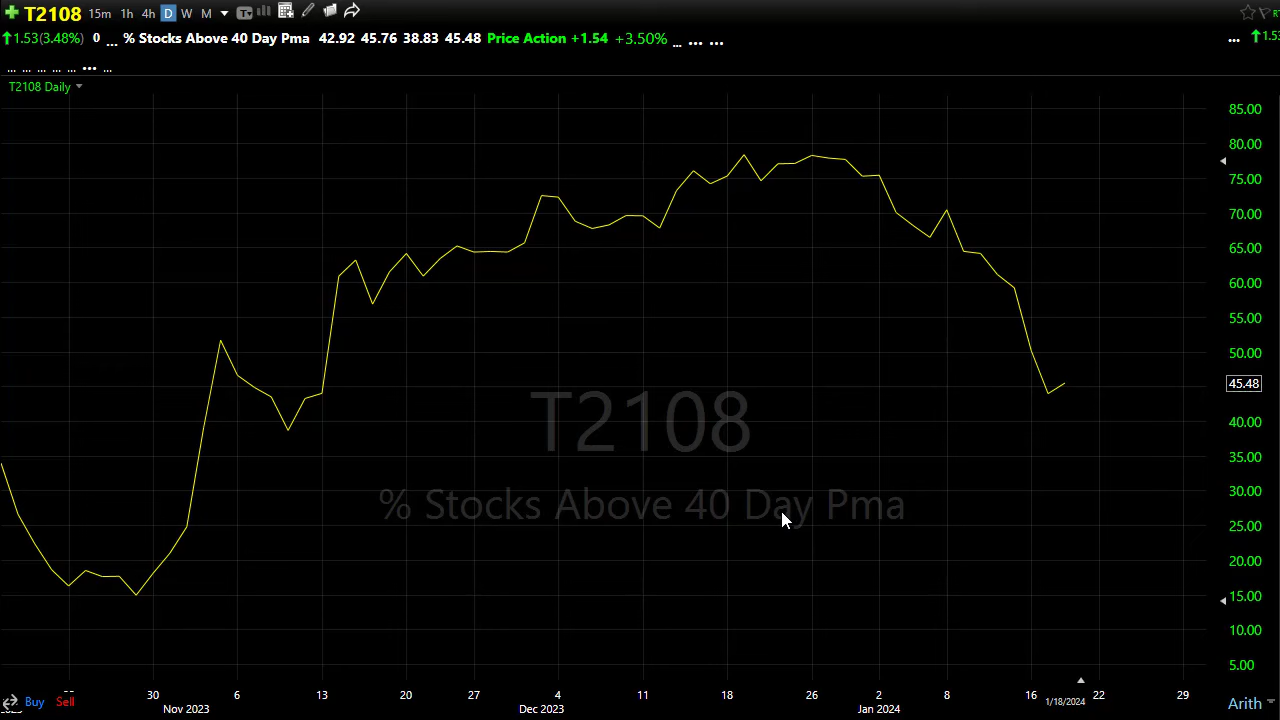 T2108 15m 1h 4h D W M T
↑1.53(3.48%) 0 ... % Stocks Above 40 Day Pma 42.92 45.76 38.83 45.48 Price Action +1.54 +3.50% ... ... ... ... ↑1.53
... ... ... ... ... ... ...
T2108 Daily
85.00
80.00
75.00
70.00
65.00
60.00
55.00
50.00
45.48
40.00
35.00
30.00
25.00
20.00
15.00
10.00
5.00
T2108
% Stocks Above 40 Day Pma
30 6 13 20 27 4 11 18 26 2 8 16 22 29
Buy Sell Nov 2023 Dec 2023 Jan 2024 1/18/2024 Arith